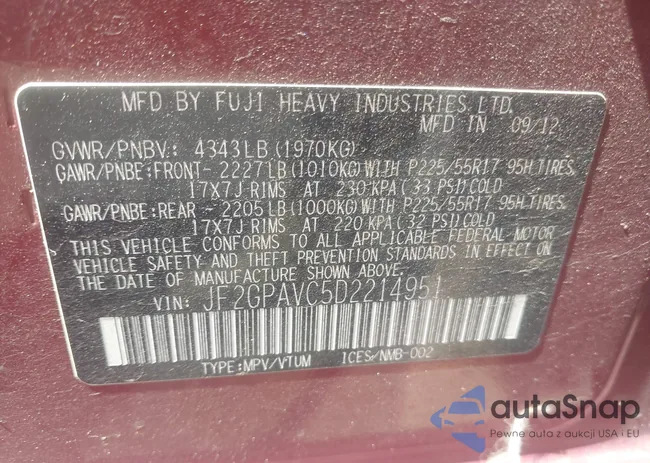 MFD BY FUJI HEAVY INDUSTRIES,LTD.
MFD IN 09/12
GVWR/PNBV: 4343LB(1970KG)
GAWR/PNBE:FRONT- 2227LB(1010KG)WITH P225/55R17 95H.TIRES.
17X7J RIMS AT 230 KPA (33 PSI)COLD
GAWR/PNBE:REAR - 2205LB(1000KG)WITH P225/55R17 95H.TIRES.
17X7J RIMS AT 220 KPA (32 PSI)COLD
THIS VEHICLE CONFORMS TO ALL APPLICABLE FEDERAL MOTOR
VEHICLE SAFETY AND THEFT PREVENTION STANDARDS IN EFFECT ON
THE DATE OF MANUFACTURE SHOWN ABOVE.
VIN: JF2GPAVC5D2214951
TYPE:MPV/VTUM ICES/NMB-002
autaSnap
Pewne auta z aukcji USA i EU